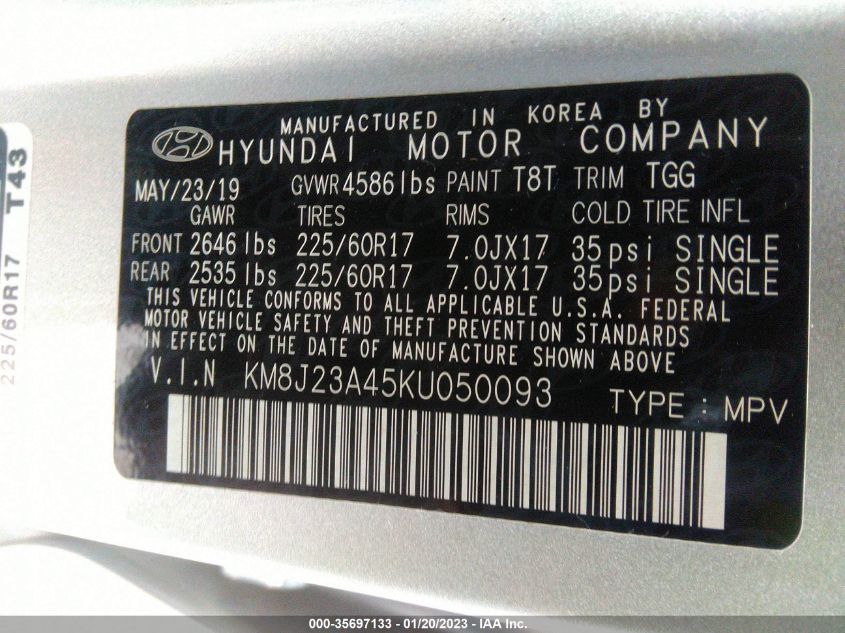 MANUFACTURED IN KOREA BY
HYUNDAI MOTOR COMPANY
MAY/23/19 GVWR 4586 lbs PAINT T8T TRIM TGG
GAWR TIRES RIMS COLD TIRE INFL
FRONT 2646 lbs 225/60R17 7.0JX17 35psi SINGLE
REAR 2535 lbs 225/60R17 7.0JX17 35psi SINGLE
THIS VEHICLE CONFORMS TO ALL APPLICABLE U.S.A. FEDERAL
MOTOR VEHICLE SAFETY AND THEFT PREVENTION STANDARDS
IN EFFECT ON THE DATE OF MANUFACTURE SHOWN ABOVE
V.I.N KM8J23A45KU050093
TYPE : MPV
225/60R17 T43
000-35697133 - 01/20/2023 - IAA Inc.